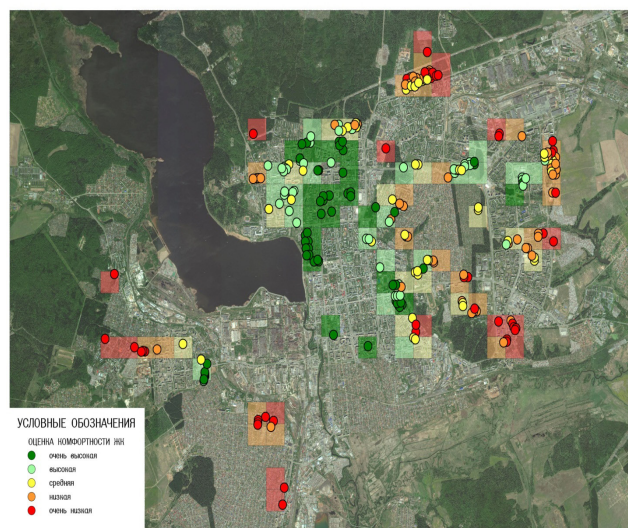 УСЛОВНЫЕ ОБОЗНАЧЕНИЯ
ОЦЕНКА КОМФОРТНОСТИ ЖК
очень высокая
высокая
средняя
низкая
очень низкая